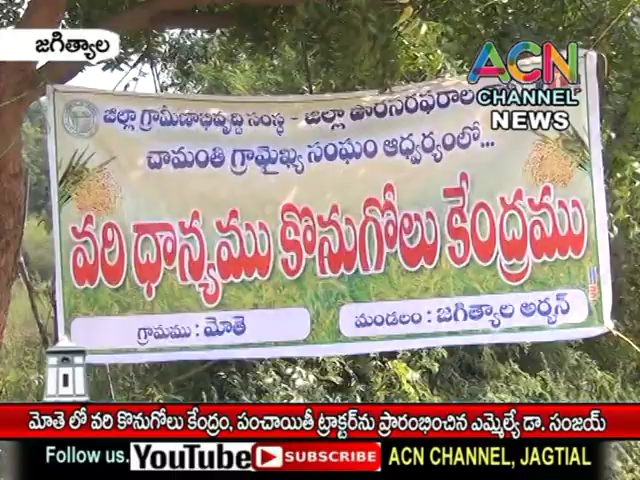 జగిత్యాల
ACN
CHANNEL
NEWS
జిల్లా గ్రామీణాభివృద్ధి సంస్థ - జిల్లా పౌరసరఫరాల
చామంతి గ్రామైఖ్య సంఘం ఆధ్వర్యంలో...
వరి ధాన్యము కొనుగోలు కేంద్రము
గ్రామము : మోతె
మండలం : జగిత్యాల అర్బన్
మోతె లో వరి కొనుగోలు కేంద్రం, పంచాయితీ ట్రాక్టర్‌ను ప్రారంభించిన ఎమ్మెల్యే డా. సంజయ్
Follow us. YouTube SUBSCRIBE ACN CHANNEL, JAGTIAL